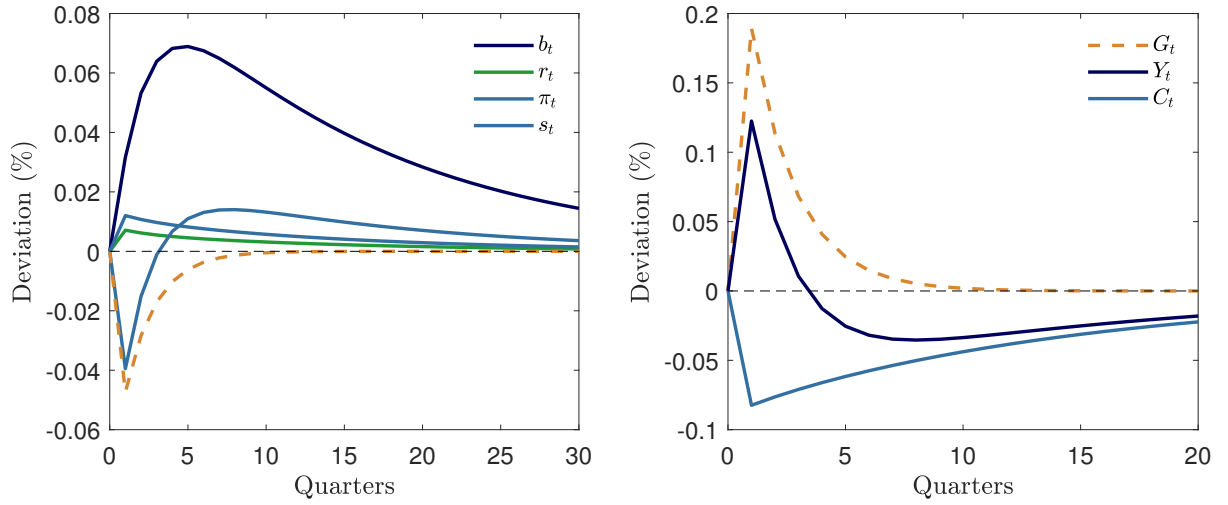 0.08
0.06
0.04
0.02
0
-0.02
-0.04
-0.06
Deviation (%)
0 5 10 15 20 25 30
Quarters
b_t
r_t
π_t
s_t
0.2
0.15
0.1
0.05
0
-0.05
-0.1
Deviation (%)
0 5 10 15 20
Quarters
G_t
Y_t
C_t